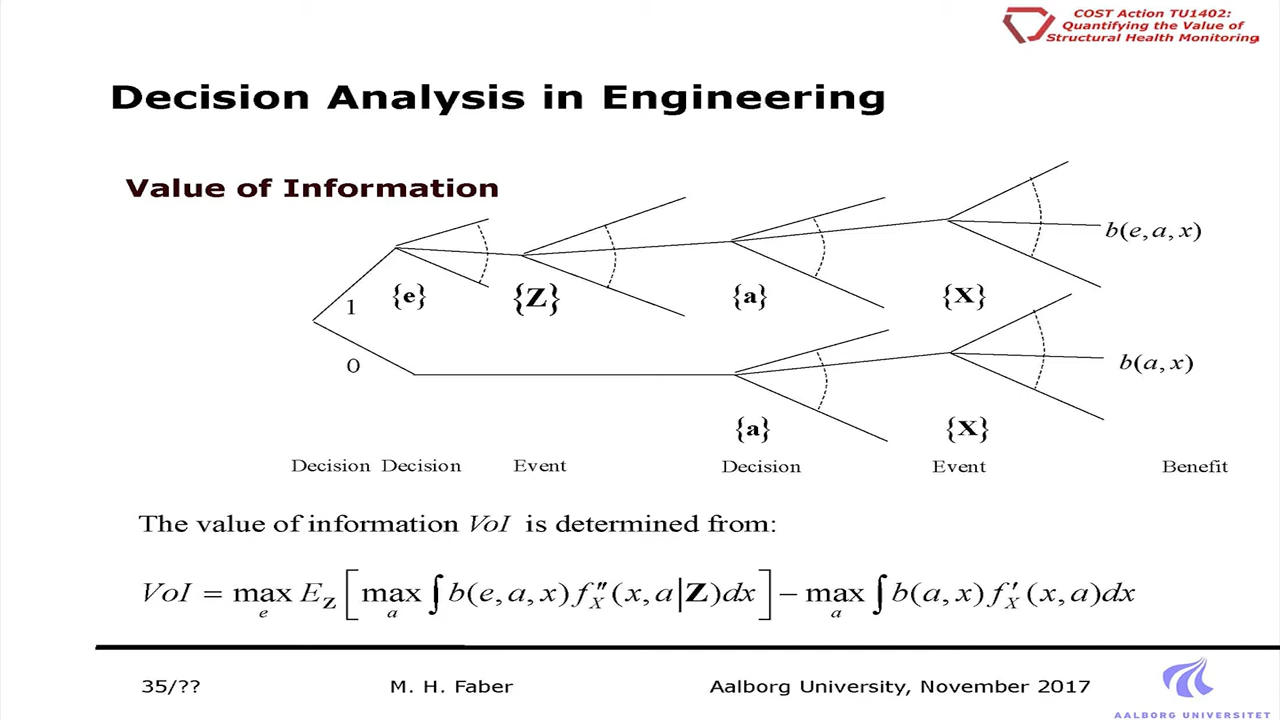 COST Action TU1402:
Quantifying the Value of
Structural Health Monitoring
Decision Analysis in Engineering
Value of Information
b(e,a,x)
1 {e} {Z} {a} {X}
0
b(a,x)
{a} {X}
Decision Decision Event Decision Event Benefit
The value of information VoI is determined from:
VoI = max_e E_Z [ max_a ∫ b(e,a,x) f″_X (x,a|Z)dx ] − max_a ∫ b(a,x) f′_X (x,a)dx
35/?? M. H. Faber Aalborg University, November 2017
AALBORG UNIVERSITET